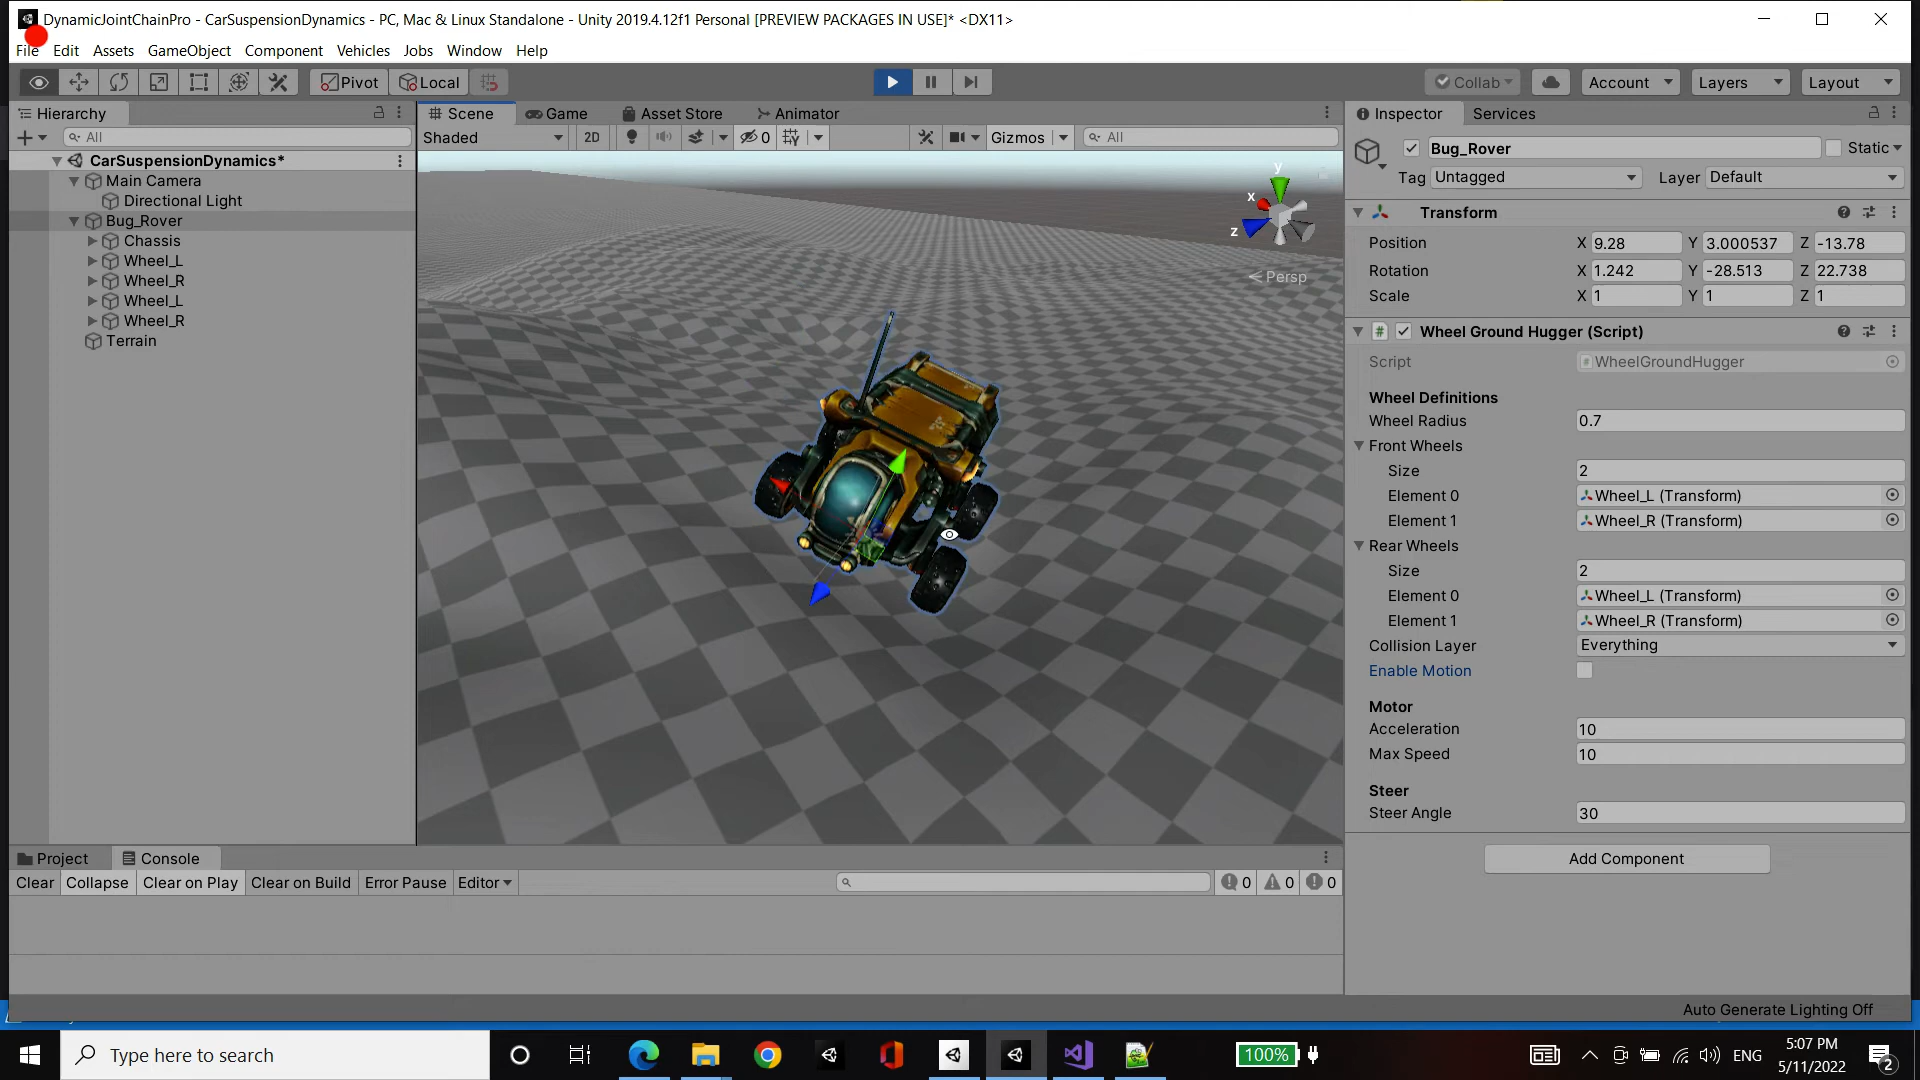 DynamicJointChainPro - CarSuspensionDynamics - PC, Mac & Linux Standalone - Unity 2019.4.12f1 Personal [PREVIEW PACKAGES IN USE]* <DX11>
File Edit Assets GameObject Component Vehicles Jobs Window Help
Pivot Local Collab Account Layers Layout
Hierarchy
All
CarSuspensionDynamics*
Main Camera
Directional Light
Bug_Rover
Chassis
Wheel_L
Wheel_R
Wheel_L
Wheel_R
Terrain
Scene Game Asset Store Animator
Shaded 2D 0 Gizmos All
y
x
z
Persp
Inspector Services
Bug_Rover Static
Tag Untagged Layer Default
Transform
Position X 9.28 Y 3.000537 Z -13.78
Rotation X 1.242 Y -28.513 Z 22.738
Scale X 1 Y 1 Z 1
# Wheel Ground Hugger (Script)
Script WheelGroundHugger
Wheel Definitions
Wheel Radius 0.7
Front Wheels
Size 2
Element 0 Wheel_L (Transform)
Element 1 Wheel_R (Transform)
Rear Wheels
Size 2
Element 0 Wheel_L (Transform)
Element 1 Wheel_R (Transform)
Collision Layer Everything
Enable Motion
Motor
Acceleration 10
Max Speed 10
Steer
Steer Angle 30
Add Component
Project Console
Clear Collapse Clear on Play Clear on Build Error Pause Editor 0 0 0
Auto Generate Lighting Off
Type here to search
100%
ENG
5:07 PM
5/11/2022
2